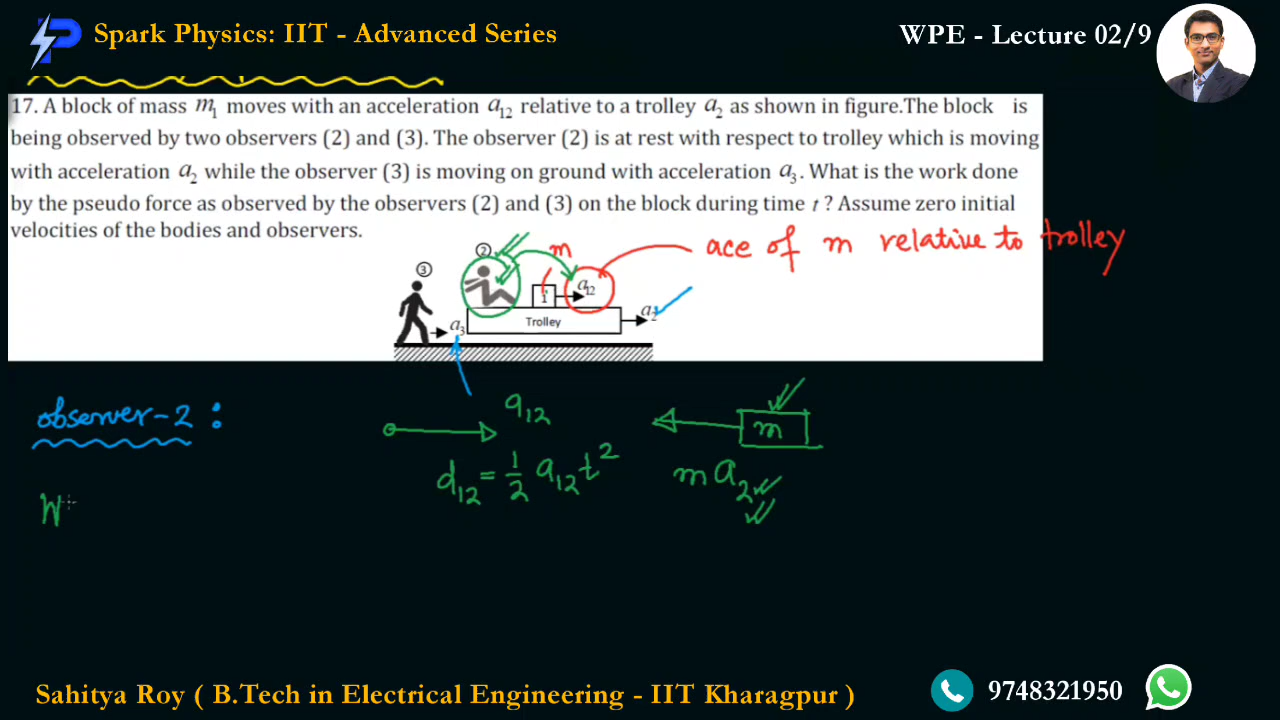 Spark Physics: IIT - Advanced Series
WPE - Lecture 02/9
17. A block of mass m₁ moves with an acceleration a₁₂ relative to a trolley a₂ as shown in figure.The block is
being observed by two observers (2) and (3). The observer (2) is at rest with respect to trolley which is moving
with acceleration a₂ while the observer (3) is moving on ground with acceleration a₃. What is the work done
by the pseudo force as observed by the observers (2) and (3) on the block during time t ? Assume zero initial
velocities of the bodies and observers.
② m
ace of m relative to trolley
③
1 a₁₂
a₃ Trolley a₂
observer-2 :
a₁₂ m
d₁₂ = 1/2 a₁₂ t² m a₂
W
Sahitya Roy ( B.Tech in Electrical Engineering - IIT Kharagpur )
9748321950